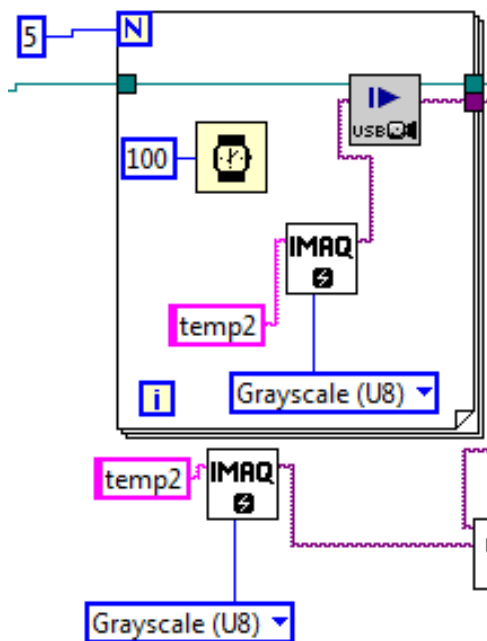 5
N
USB
100
IMAQ
temp2
Grayscale (U8)
i
temp2
IMAQ
Grayscale (U8)